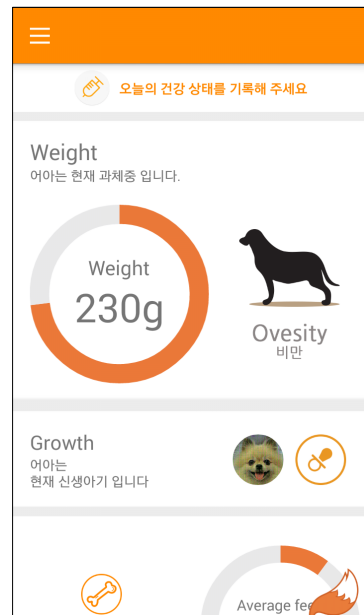 오늘의 건강 상태를 기록해 주세요
Weight
어아는 현재 과체중 입니다.
Weight
230g
Ovesity
비만
Growth
어아는
현재 신생아기 입니다
Average